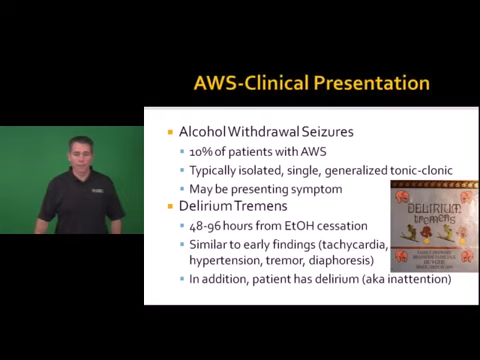 AWS-Clinical Presentation
▪ Alcohol Withdrawal Seizures
▪ 10% of patients with AWS
▪ Typically isolated, single, generalized tonic-clonic
▪ May be presenting symptom
▪ Delirium Tremens
▪ 48-96 hours from EtOH cessation
▪ Similar to early findings (tachycardia,
hypertension, tremor, diaphoresis)
▪ In addition, patient has delirium (aka inattention)
DELIRIUM
tremens